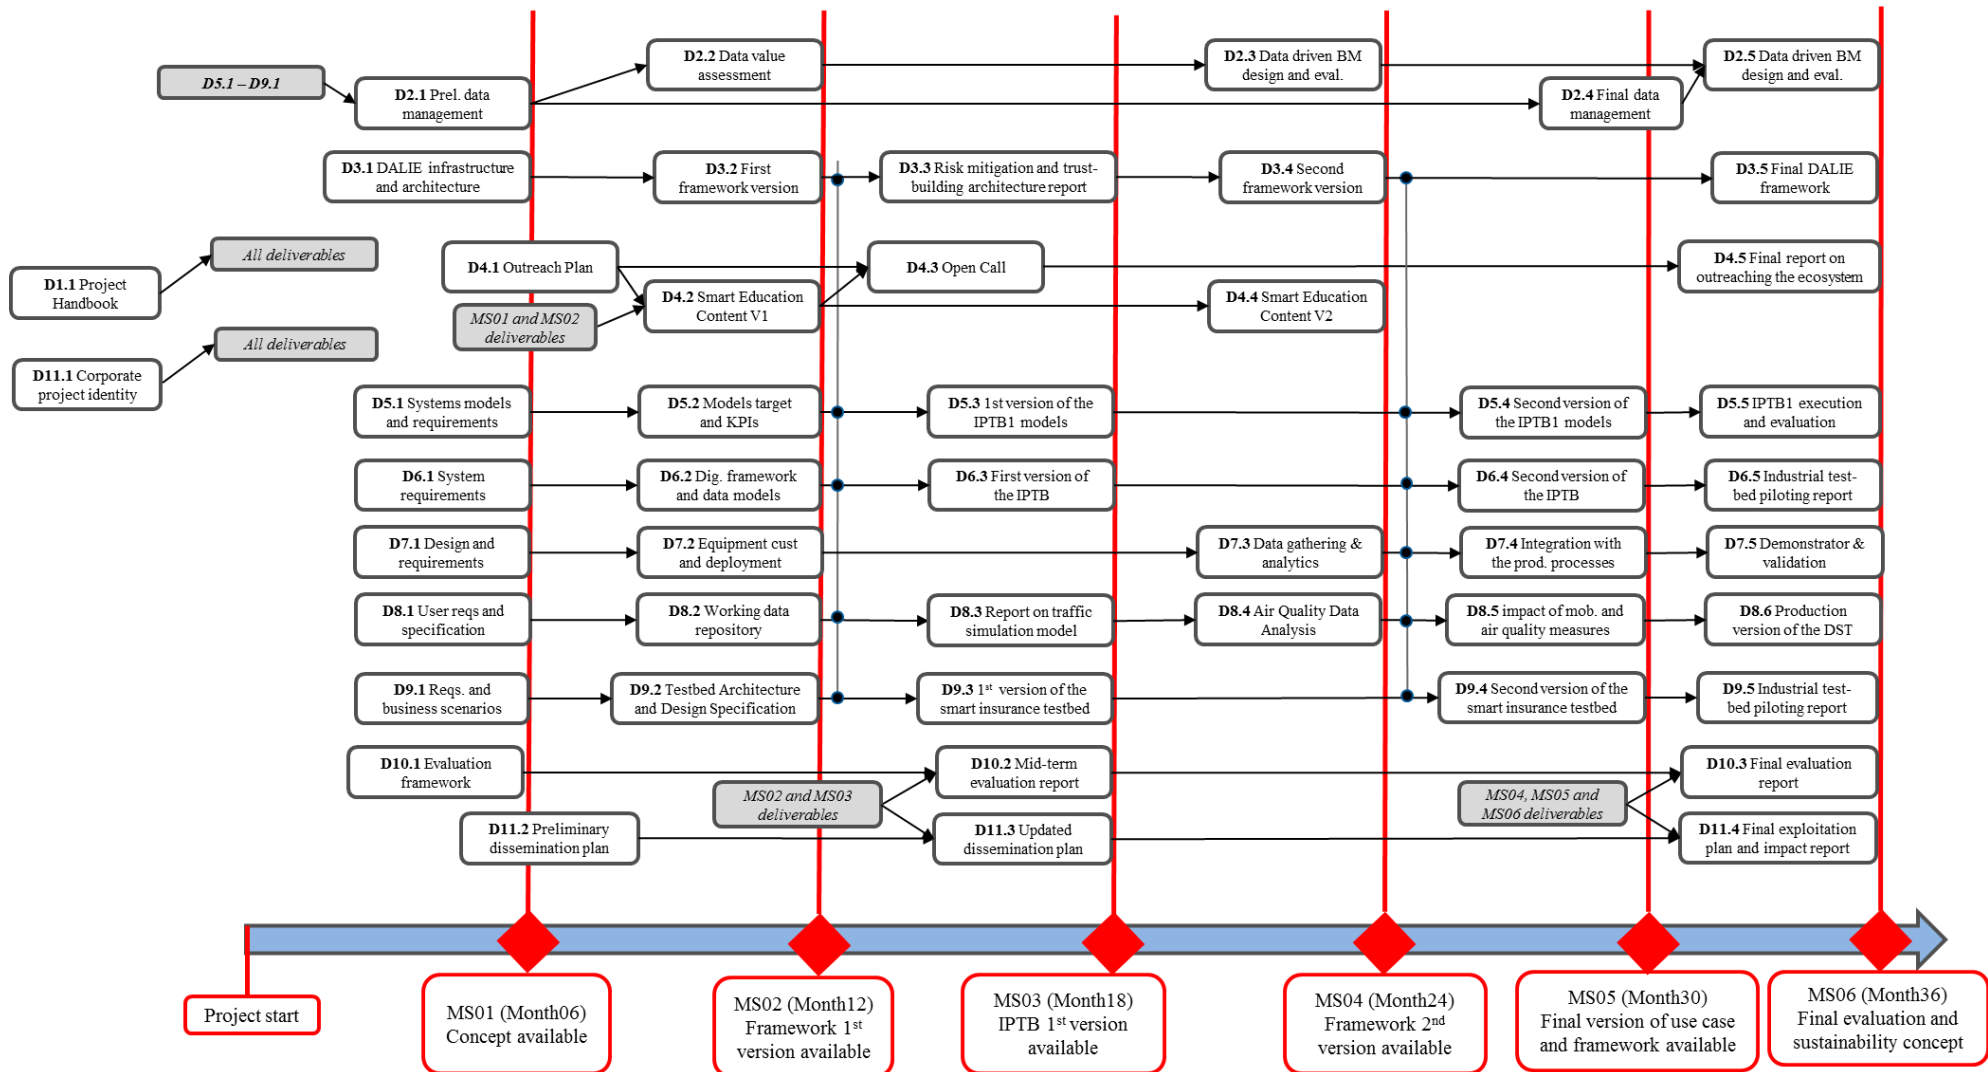 D5.1 – D9.1
D2.1 Prel. data
management
D2.2 Data value
assessment
D2.3 Data driven BM
design and eval.
D2.4 Final data
management
D2.5 Data driven BM
design and eval.
D3.1 DALIE infrastructure
and architecture
D3.2 First
framework version
D3.3 Risk mitigation and trust-
building architecture report
D3.4 Second
framework version
D3.5 Final DALIE
framework
D1.1 Project
Handbook
All deliverables
D4.1 Outreach Plan
MS01 and MS02
deliverables
D4.2 Smart Education
Content V1
D4.3 Open Call
D4.4 Smart Education
Content V2
D4.5 Final report on
outreaching the ecosystem
D11.1 Corporate
project identity
All deliverables
D5.1 Systems models
and requirements
D5.2 Models target
and KPIs
D5.3 1st version of the
IPTB1 models
D5.4 Second version of
the IPTB1 models
D5.5 IPTB1 execution
and evaluation
D6.1 System
requirements
D6.2 Dig. framework
and data models
D6.3 First version of
the IPTB
D6.4 Second version of
the IPTB
D6.5 Industrial test-
bed piloting report
D7.1 Design and
requirements
D7.2 Equipment cust
and deployment
D7.3 Data gathering &
analytics
D7.4 Integration with
the prod. processes
D7.5 Demonstrator &
validation
D8.1 User reqs and
specification
D8.2 Working data
repository
D8.3 Report on traffic
simulation model
D8.4 Air Quality Data
Analysis
D8.5 impact of mob. and
air quality measures
D8.6 Production
version of the DST
D9.1 Reqs. and
business scenarios
D9.2 Testbed Architecture
and Design Specification
D9.3 1st version of the
smart insurance testbed
D9.4 Second version of the
smart insurance testbed
D9.5 Industrial test-
bed piloting report
D10.1 Evaluation
framework
MS02 and MS03
deliverables
D10.2 Mid-term
evaluation report
MS04, MS05 and
MS06 deliverables
D10.3 Final evaluation
report
D11.2 Preliminary
dissemination plan
D11.3 Updated
dissemination plan
D11.4 Final exploitation
plan and impact report
Project start
MS01 (Month06)
Concept available
MS02 (Month12)
Framework 1st
version available
MS03 (Month18)
IPTB 1st version
available
MS04 (Month24)
Framework 2nd
version available
MS05 (Month30)
Final version of use case
and framework available
MS06 (Month36)
Final evaluation and
sustainability concept